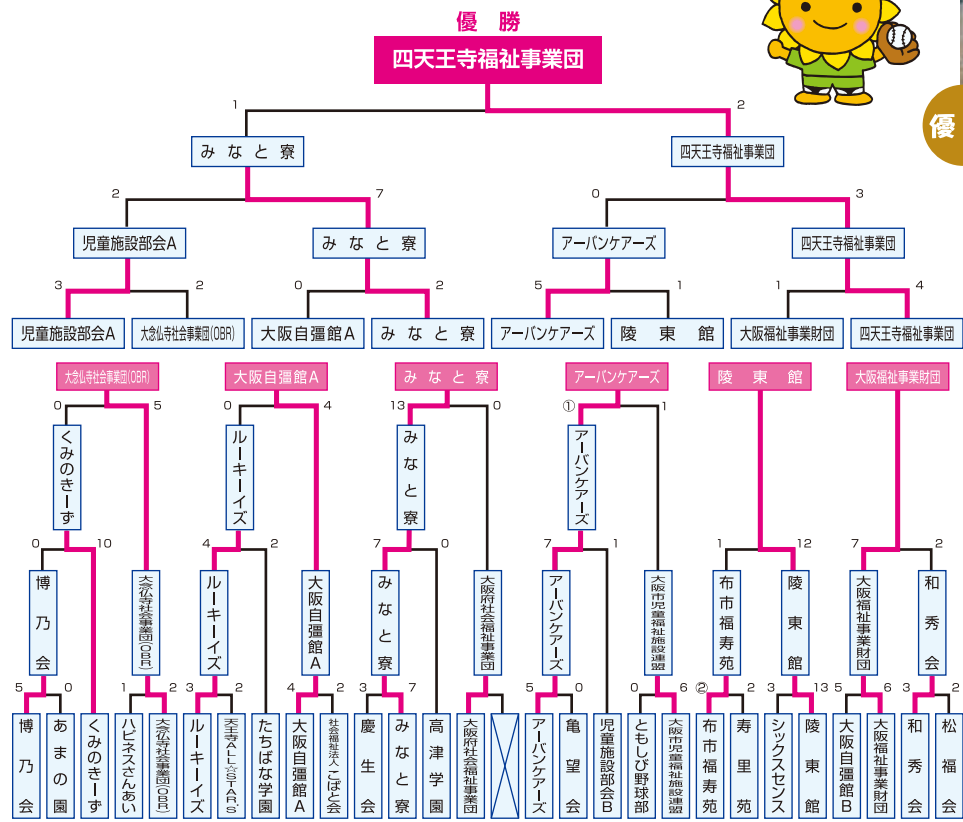 優勝
四天王寺福祉事業団
優
1 2
みなと寮 四天王寺福祉事業団
2 7 0 3
児童施設部会A みなと寮 アーバンケアーズ 四天王寺福祉事業団
3 2 0 2 5 1 1 4
児童施設部会A 大念仏寺社会事業団(OBR) 大阪自彊館A みなと寮 アーバンケアーズ 陵東館 大阪福祉事業財団 四天王寺福祉事業団
大念仏寺社会事業団(OBR) 大阪自彊館A みなと寮 アーバンケアーズ 陵東館 大阪福祉事業財団
0 5 0 4 13 0 ① 1
くみのきーず ルーキーイズ みなと寮 アーバンケアーズ
0 10 4 2 7 0 7 1 1 12 7 2
博乃会 大念仏寺社会事業団(OBR) ルーキーイズ 大阪自彊館A みなと寮 大阪府社会福祉事業団 アーバンケアーズ 大阪市児童福祉施設連盟 布市福寿苑 陵東館 大阪福祉事業財団 和秀会
5 0 1 2 3 2 4 2 3 7 5 0 0 6 ② 2 3 13 5 6 3 2
博乃会 あまの園 くみのきーず ハピネスさんあい 大念仏寺社会事業団(OBR) ルーキーイズ 天王寺ALL☆STAR'S たちばな学園 大阪自彊館A 社会福祉法人こばと会 慶生会 みなと寮 高津学園 大阪府社会福祉事業団 アーバンケアーズ 亀望会 児童施設部会B ともしび野球部 大阪市児童福祉施設連盟 布市福寿苑 寿里苑 シックスセンス 陵東館 大阪自彊館B 大阪福祉事業財団 和秀会 松福会